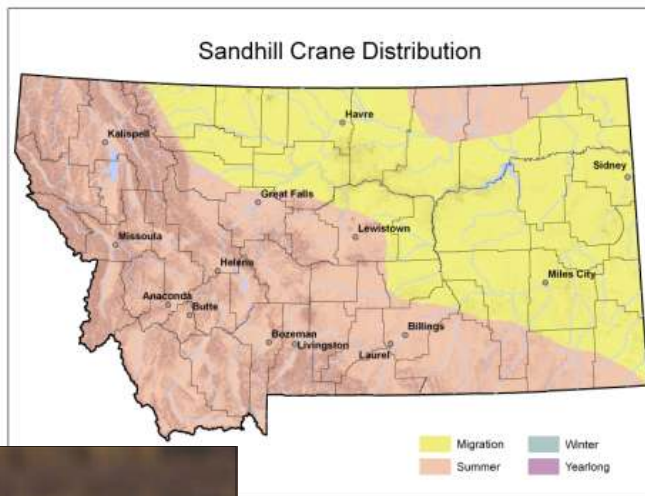 Sandhill Crane Distribution
Havre
Kalispell
Sidney
Great Falls
Lewistown
Missoula
Helena
Miles City
Anaconda
Butte
Billings
Bozeman
Livingston
Laurel
Migration
Winter
Summer
Yearlong